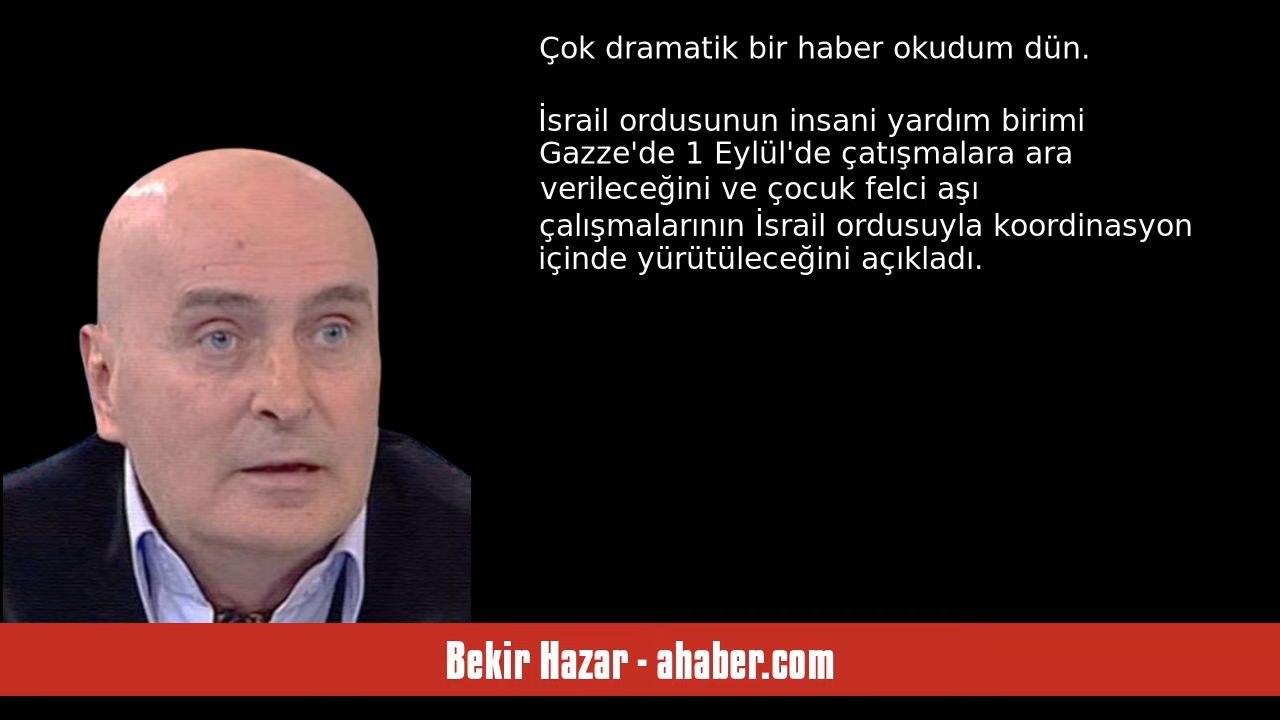 Çok dramatik bir haber okudum dün.
İsrail ordusunun insani yardım birimi
Gazze'de 1 Eylül'de çatışmalara ara
verileceğini ve çocuk felci aşı
çalışmalarının İsrail ordusuyla koordinasyon
içinde yürütüleceğini açıkladı.
Bekir Hazar - ahaber.com